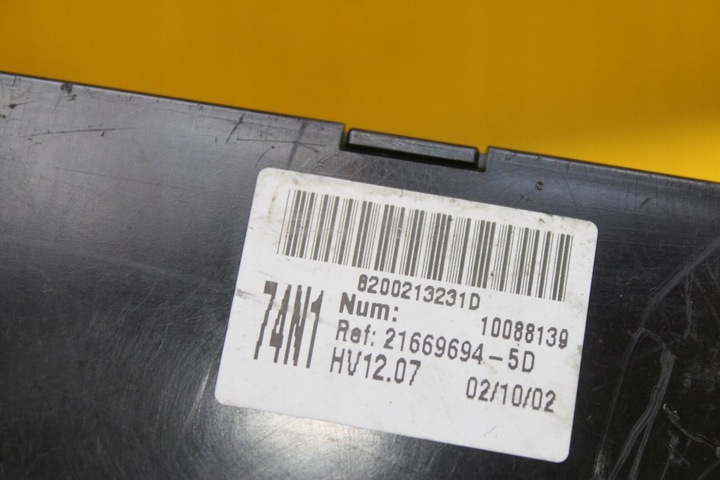 8200213231D
74N1
Num: 10088139
Ref: 21669694-5D
HV12.07 02/10/02